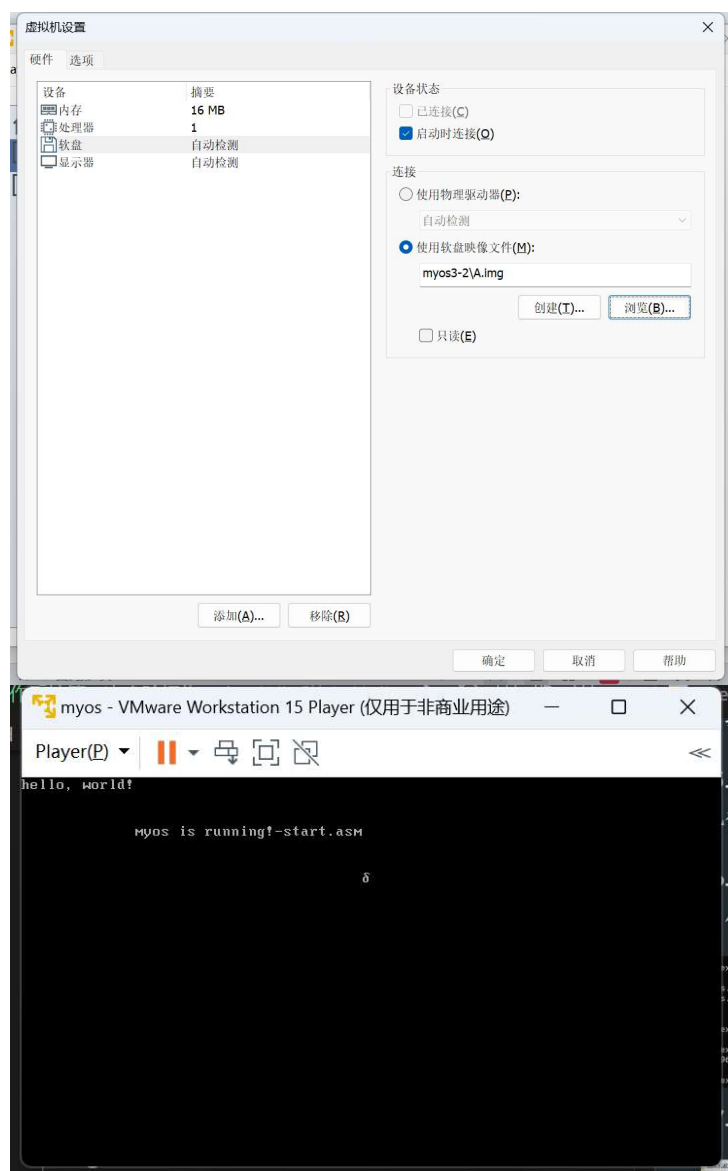 虚拟机设置
硬件 选项
设备 摘要
内存 16 MB
处理器 1
软盘 自动检测
显示器 自动检测
添加(A)... 移除(R)
设备状态
已连接(C)
启动时连接(O)
连接
使用物理驱动器(P):
自动检测
使用软盘映像文件(M):
myos3-2\A.img
创建(T)... 浏览(B)...
只读(E)
确定 取消 帮助
myos - VMware Workstation 15 Player (仅用于非商业用途)
Player(P)
hello, world!
myos is running!-start.asm
δ